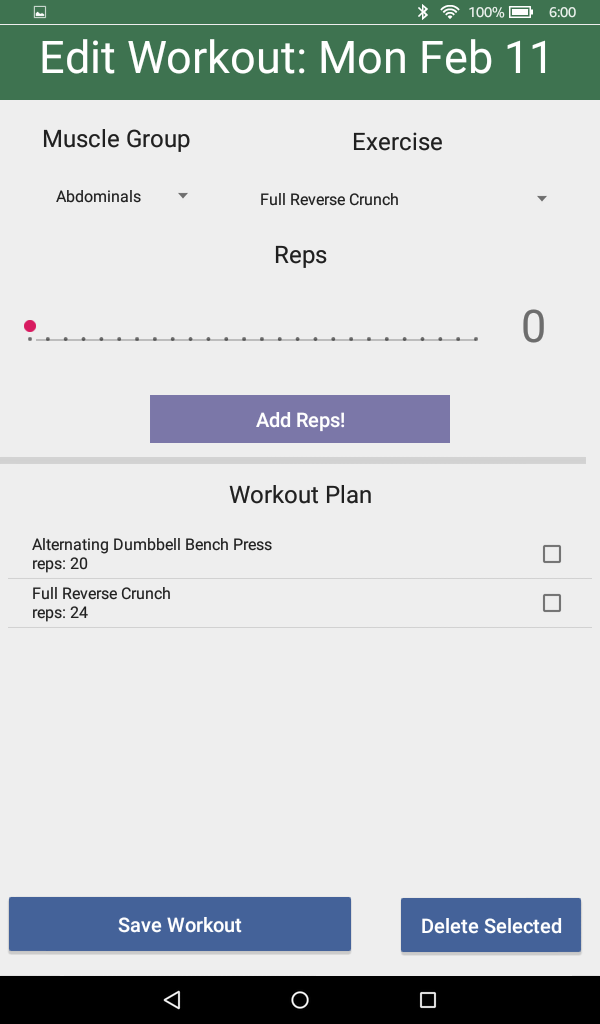 100% 6:00
Edit Workout: Mon Feb 11
Muscle Group
Exercise
Abdominals
Full Reverse Crunch
Reps
0
Add Reps!
Workout Plan
Alternating Dumbbell Bench Press
reps: 20
Full Reverse Crunch
reps: 24
Save Workout
Delete Selected